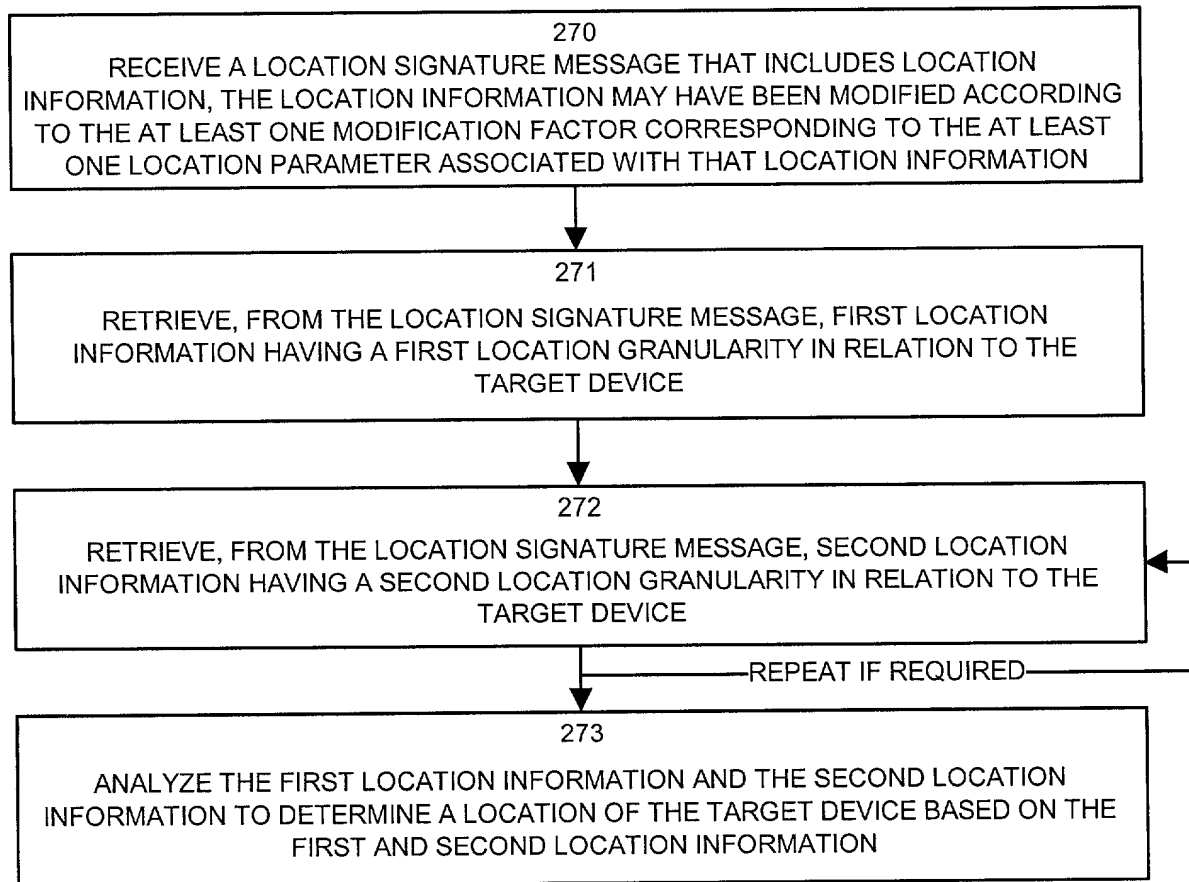 270
RECEIVE A LOCATION SIGNATURE MESSAGE THAT INCLUDES LOCATION
INFORMATION, THE LOCATION INFORMATION MAY HAVE BEEN MODIFIED ACCORDING
TO THE AT LEAST ONE MODIFICATION FACTOR CORRESPONDING TO THE AT LEAST
ONE LOCATION PARAMETER ASSOCIATED WITH THAT LOCATION INFORMATION
271
RETRIEVE, FROM THE LOCATION SIGNATURE MESSAGE, FIRST LOCATION
INFORMATION HAVING A FIRST LOCATION GRANULARITY IN RELATION TO THE
TARGET DEVICE
272
RETRIEVE, FROM THE LOCATION SIGNATURE MESSAGE, SECOND LOCATION
INFORMATION HAVING A SECOND LOCATION GRANULARITY IN RELATION TO THE
TARGET DEVICE
REPEAT IF REQUIRED
273
ANALYZE THE FIRST LOCATION INFORMATION AND THE SECOND LOCATION
INFORMATION TO DETERMINE A LOCATION OF THE TARGET DEVICE BASED ON THE
FIRST AND SECOND LOCATION INFORMATION